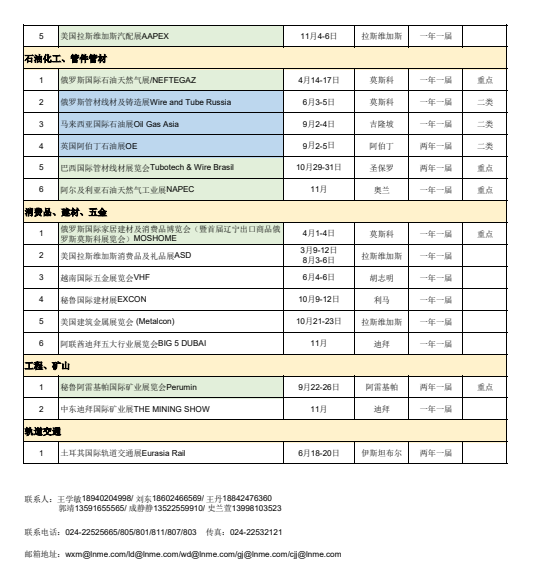 5 美国拉斯维加斯汽配展AAPEX 11月4-6日 拉斯维加斯 一年一届
石油化工、管件管材
1 俄罗斯国际石油天然气展/NEFTEGAZ 4月14-17日 莫斯科 一年一届 重点
2 俄罗斯管材线材及铸造展Wire and Tube Russia 6月3-5日 莫斯科 一年一届 二类
3 马来西亚国际石油展Oil Gas Asia 9月2-4日 吉隆坡 一年一届 二类
4 英国阿伯丁石油展OE 9月2-5日 阿伯丁 两年一届 二类
5 巴西国际管材线材展览会Tubotech & Wire Brasil 10月29-31日 圣保罗 两年一届 重点
6 阿尔及利亚石油天然气工业展NAPEC 11月 奥兰 一年一届 重点
消费品、建材、五金
1 俄罗斯国际家居建材及消费品博览会（暨首届辽宁出口商品俄
罗斯莫斯科展览会）MOSHOME 4月1-4日 莫斯科 一年一届 重点
2 美国拉斯维加斯消费品及礼品展ASD 3月9-12日
8月3-6日 拉斯维加斯 一年一届
3 越南国际五金展览会VHF 6月4-6日 胡志明 一年一届
4 秘鲁国际建材展EXCON 10月9-12日 利马 一年一届
5 美国建筑金属展览会 (Metalcon) 10月21-23日 拉斯维加斯 一年一届
6 阿联酋迪拜五大行业展览会BIG 5 DUBAI 11月 迪拜 一年一届
工程、矿山
1 秘鲁阿雷基帕国际矿业展览会Perumin 9月22-26日 阿雷基帕 两年一届 重点
2 中东迪拜国际矿业展THE MINING SHOW 11月 迪拜 一年一届
轨道交通
1 土耳其国际轨道交通展Eurasia Rail 6月18-20日 伊斯坦布尔 两年一届
联系人：王学敏18940204998/ 刘东18602466569/ 王丹18842476360
郭靖13591655565/ 成静静13522559910/ 史兰萱13998103523
联系电话：024-22525665/805/801/811/807/803 传真：024-22532121
邮箱地址：wxm@lnme.com/ld@lnme.com/wd@lnme.com/gj@lnme.com/cjj@lnme.com